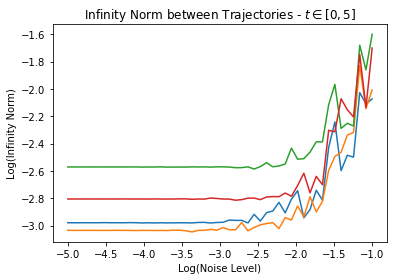 Infinity Norm between Trajectories - t ∈ [0, 5]
Log(Infinity Norm)
−1.6
−1.8
−2.0
−2.2
−2.4
−2.6
−2.8
−3.0
−5.0 −4.5 −4.0 −3.5 −3.0 −2.5 −2.0 −1.5 −1.0
Log(Noise Level)